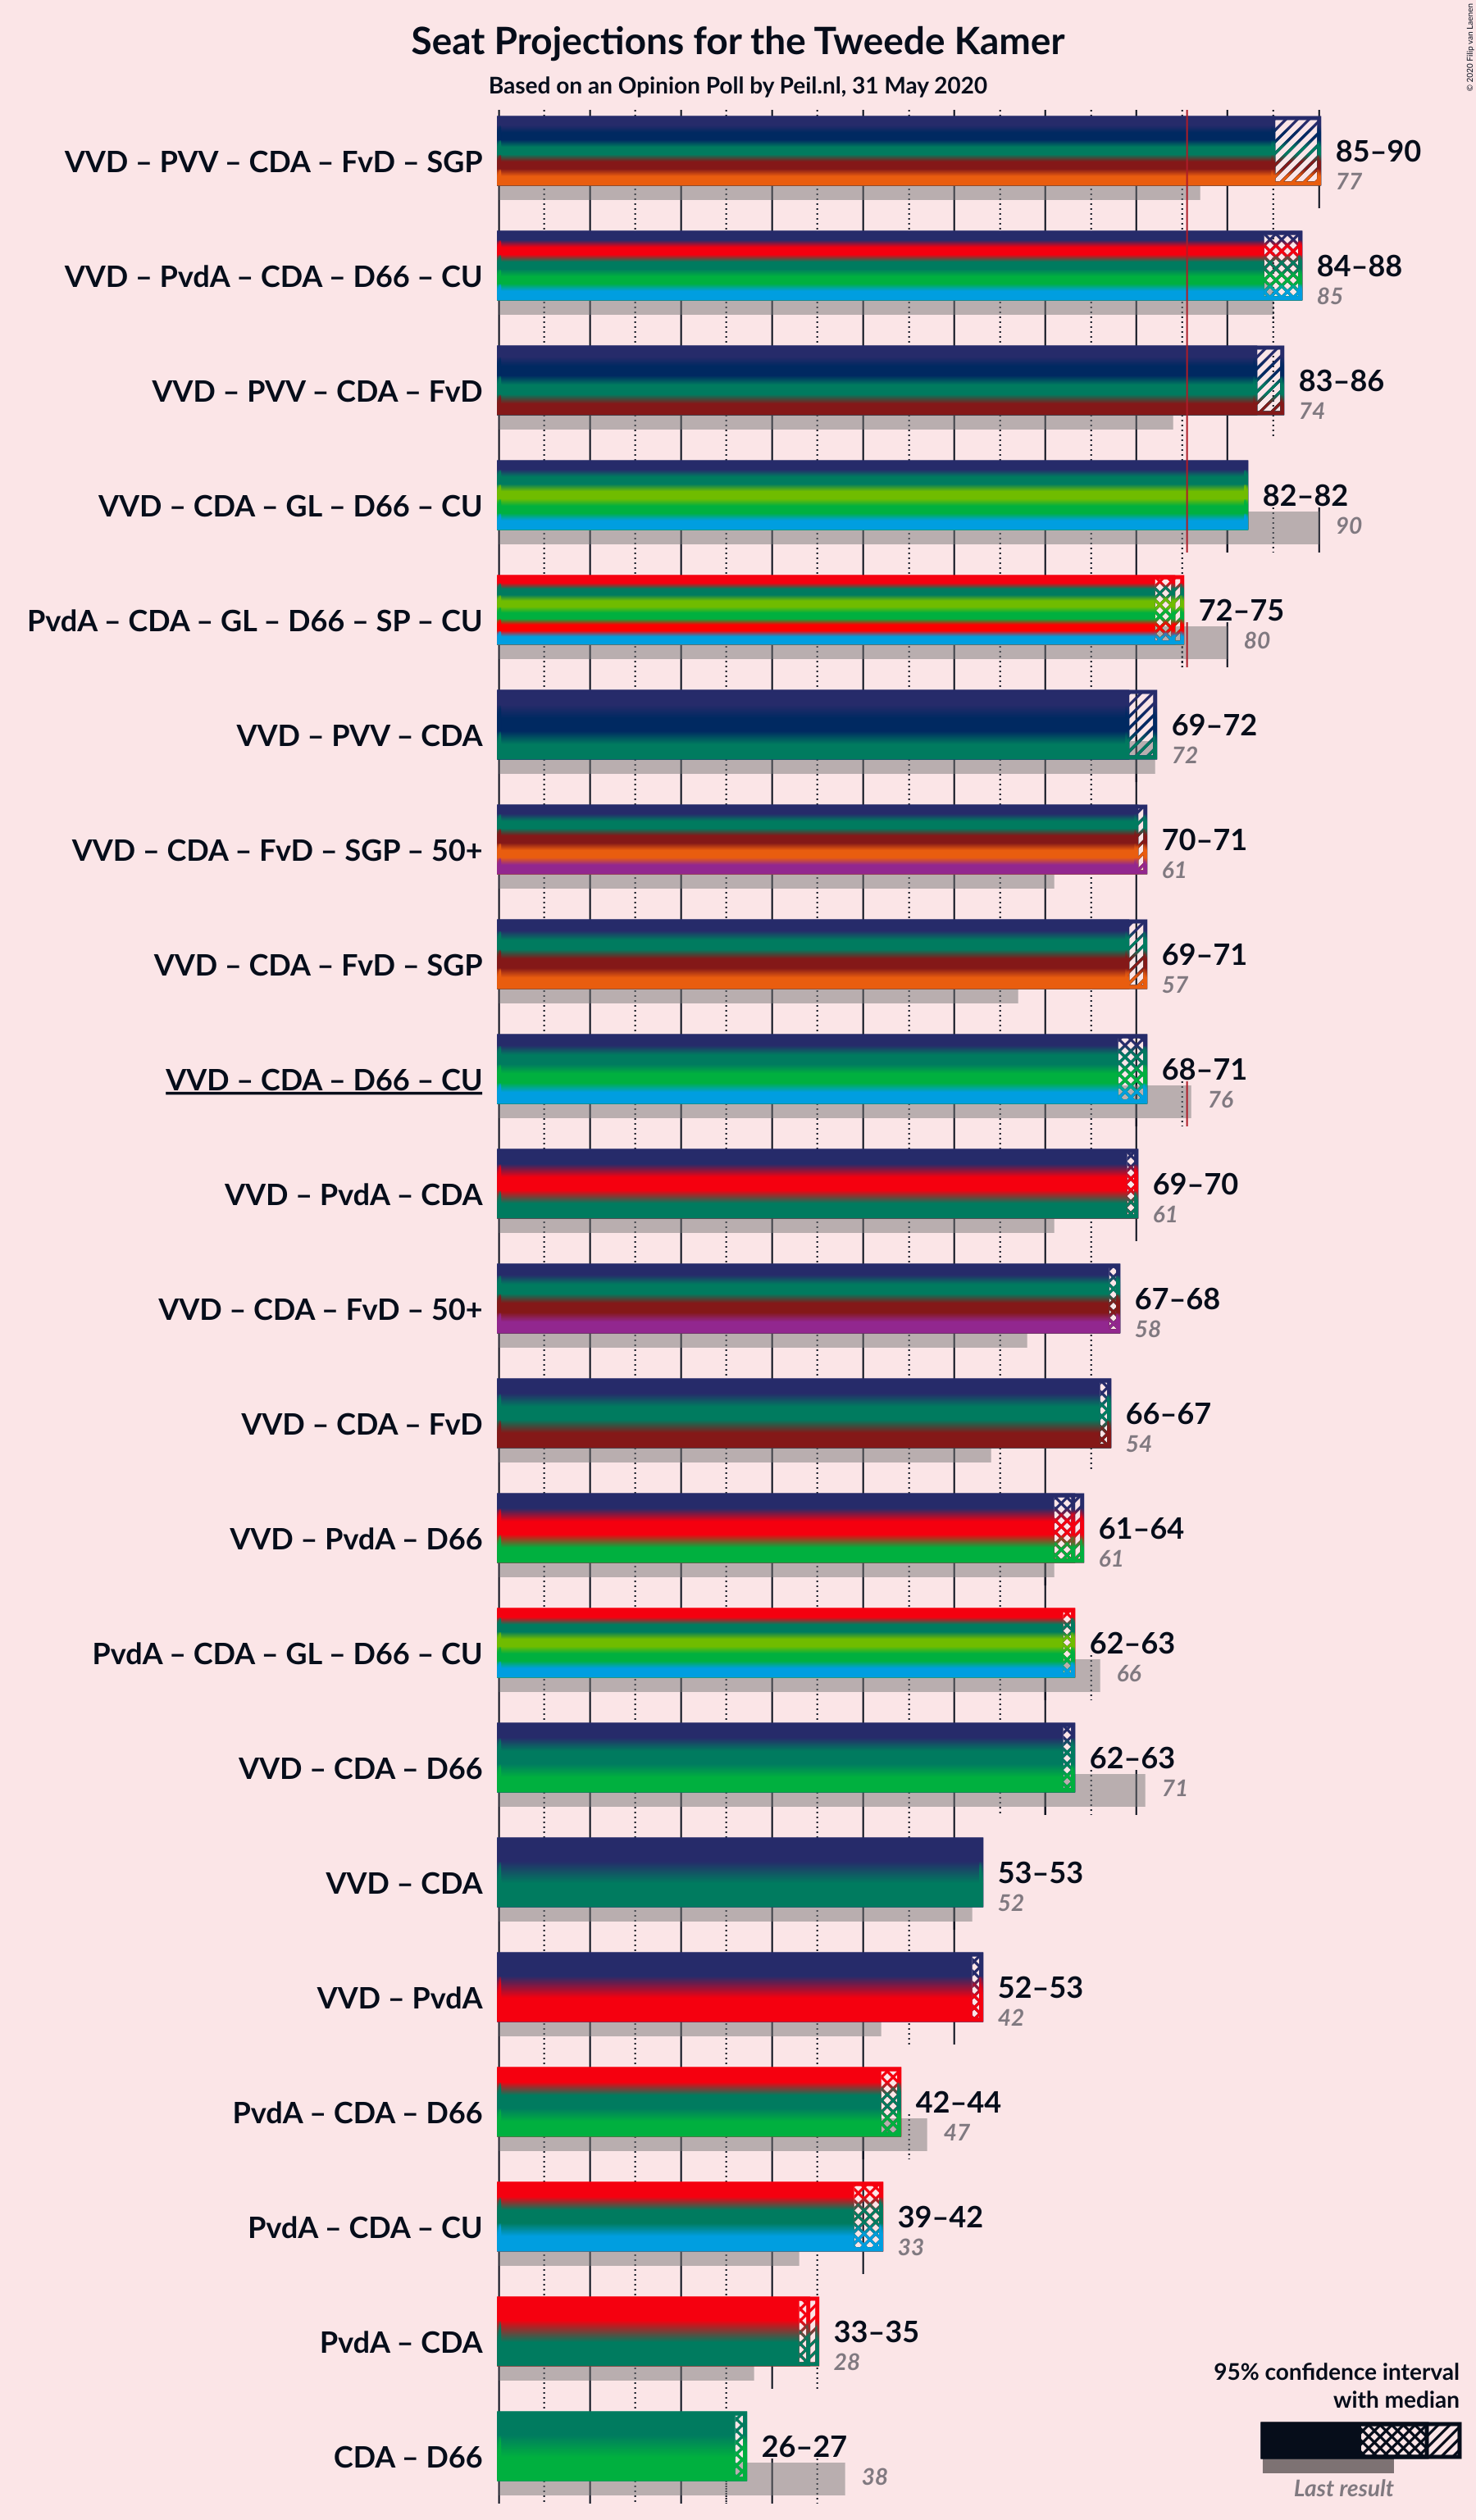 Seat Projections for the Tweede Kamer
Based on an Opinion Poll by Peil.nl, 31 May 2020
© 2020 Filip van Laenen
VVD – PVV – CDA – FvD – SGP
85–90
77
VVD – PvdA – CDA – D66 – CU
84–88
85
VVD – PVV – CDA – FvD
83–86
74
VVD – CDA – GL – D66 – CU
82–82
90
PvdA – CDA – GL – D66 – SP – CU
72–75
80
VVD – PVV – CDA
69–72
72
VVD – CDA – FvD – SGP – 50+
70–71
61
VVD – CDA – FvD – SGP
69–71
57
VVD – CDA – D66 – CU
68–71
76
VVD – PvdA – CDA
69–70
61
VVD – CDA – FvD – 50+
67–68
58
VVD – CDA – FvD
66–67
54
VVD – PvdA – D66
61–64
61
PvdA – CDA – GL – D66 – CU
62–63
66
VVD – CDA – D66
62–63
71
VVD – CDA
53–53
52
VVD – PvdA
52–53
42
PvdA – CDA – D66
42–44
47
PvdA – CDA – CU
39–42
33
PvdA – CDA
33–35
28
CDA – D66
26–27
38
95% confidence interval
with median
Last result